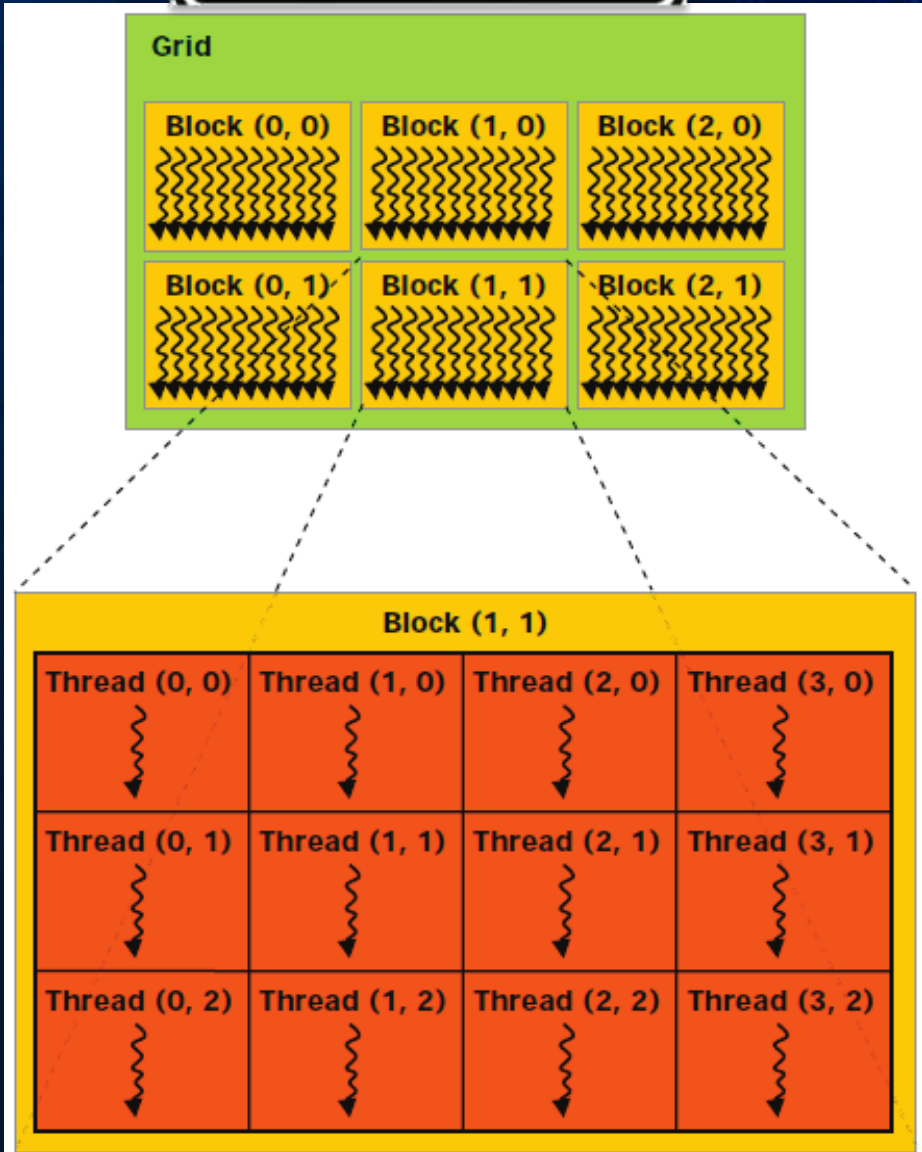 Grid
Block (0, 0) Block (1, 0) Block (2, 0)
Block (0, 1) Block (1, 1) Block (2, 1)
Block (1, 1)
Thread (0, 0) Thread (1, 0) Thread (2, 0) Thread (3, 0)
Thread (0, 1) Thread (1, 1) Thread (2, 1) Thread (3, 1)
Thread (0, 2) Thread (1, 2) Thread (2, 2) Thread (3, 2)